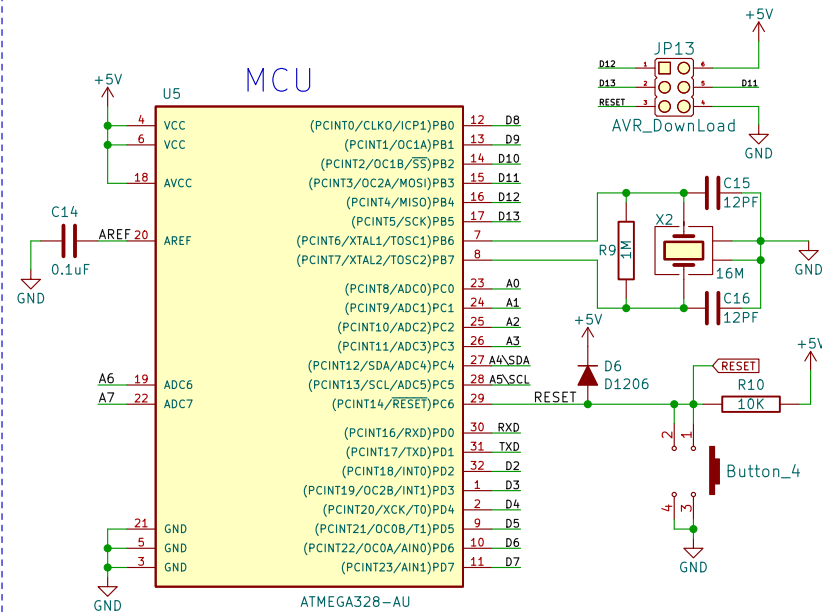 MCU
U5
+5V
4 VCC
6 VCC
18 AVCC
C14
0.1uF
GND
AREF 20 AREF
A6 19 ADC6
A7 22 ADC7
21 GND
5 GND
3 GND
GND
(PCINT0/CLKO/ICP1)PB0 12 D8
(PCINT1/OC1A)PB1 13 D9
(PCINT2/OC1B/SS)PB2 14 D10
(PCINT3/OC2A/MOSI)PB3 15 D11
(PCINT4/MISO)PB4 16 D12
(PCINT5/SCK)PB5 17 D13
(PCINT6/XTAL1/TOSC1)PB6 7
(PCINT7/XTAL2/TOSC2)PB7 8
(PCINT8/ADC0)PC0 23 A0
(PCINT9/ADC1)PC1 24 A1
(PCINT10/ADC2)PC2 25 A2
(PCINT11/ADC3)PC3 26 A3
(PCINT12/SDA/ADC4)PC4 27 A4\SDA
(PCINT13/SCL/ADC5)PC5 28 A5\SCL
(PCINT14/RESET)PC6 29 RESET
(PCINT16/RXD)PD0 30 RXD
(PCINT17/TXD)PD1 31 TXD
(PCINT18/INT0)PD2 32 D2
(PCINT19/OC2B/INT1)PD3 1 D3
(PCINT20/XCK/T0)PD4 2 D4
(PCINT21/OC0B/T1)PD5 9 D5
(PCINT22/OC0A/AIN0)PD6 10 D6
(PCINT23/AIN1)PD7 11 D7
ATMEGA328-AU
+5V
JP13
D12 1 6
D13 2 5 D11
RESET 3 4
AVR_DownLoad
GND
C15
12PF
X2
R9
1M
16M
GND
C16
12PF
+5V
D6
D1206
RESET
+5V
R10
10K
2 1
Button_4
4 3
GND